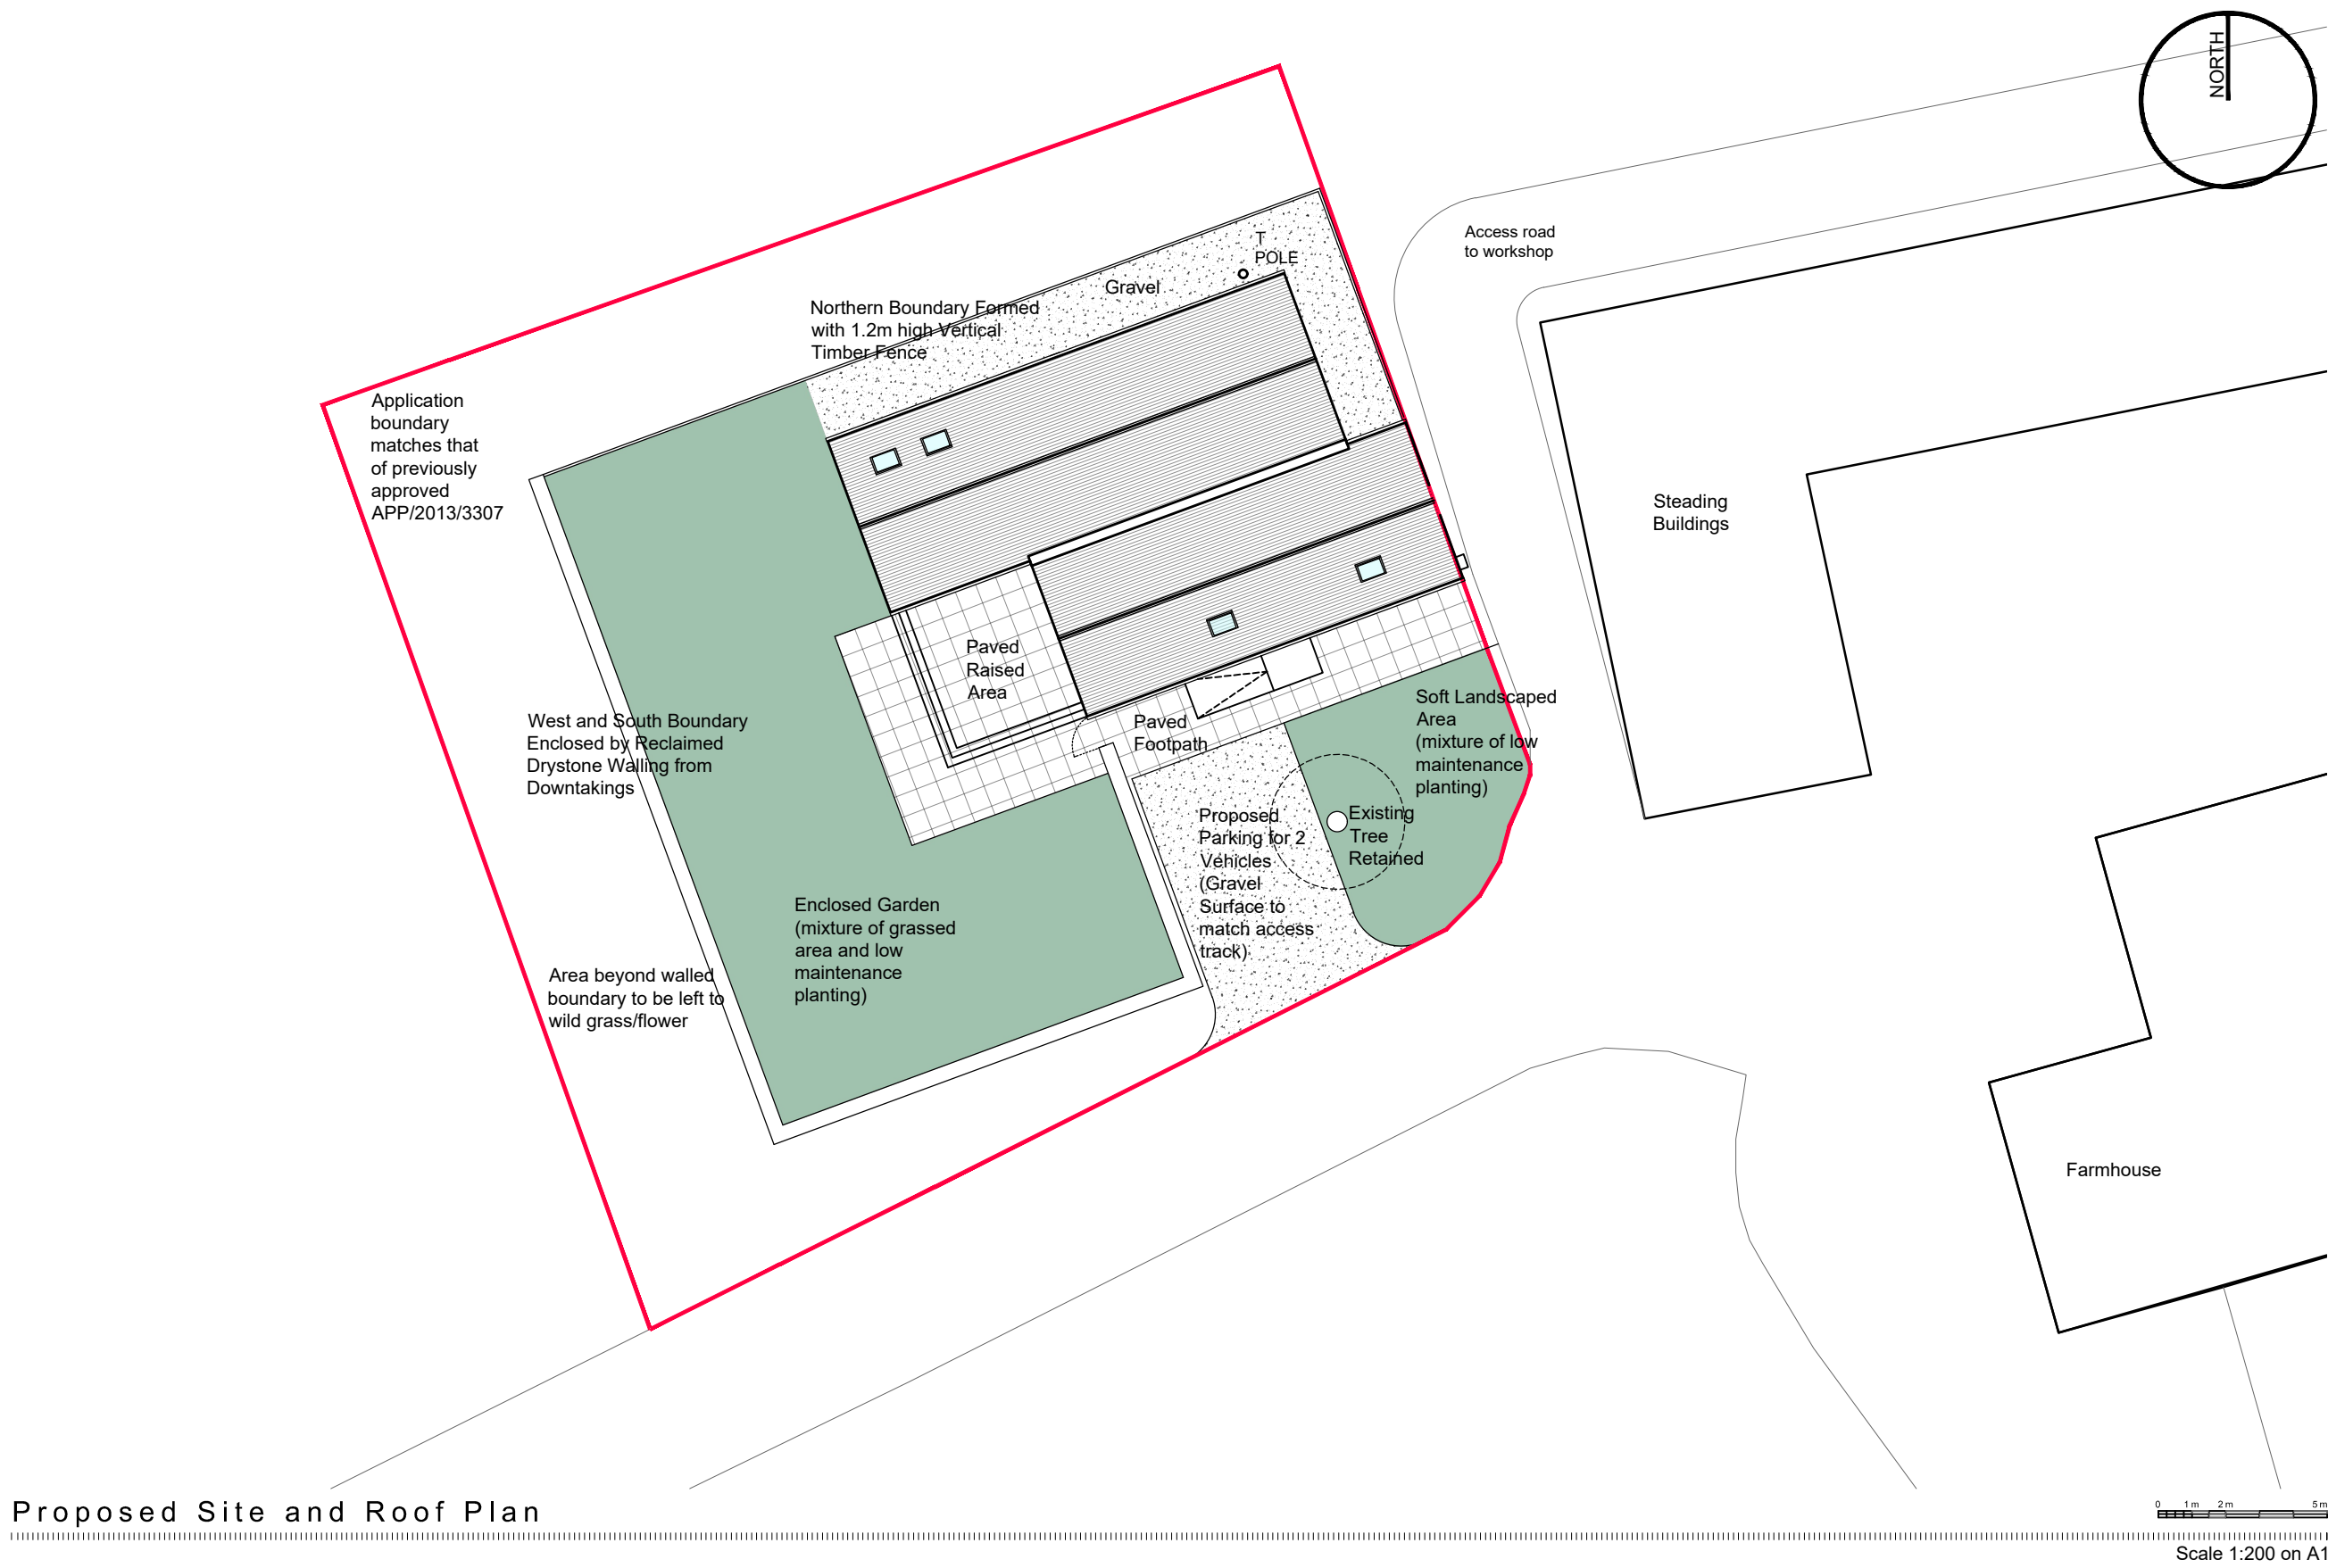 NORTH
Access road
to workshop
T
POLE
Gravel
Northern Boundary Formed
with 1.2m high Vertical
Timber Fence
Application
boundary
matches that
of previously
approved
APP/2013/3307
Steading
Buildings
Paved
Raised
Area
Paved
Footpath
Soft Landscaped
Area
(mixture of low
maintenance
planting)
West and South Boundary
Enclosed by Reclaimed
Drystone Walling from
Downtakings
Existing
Tree
Retained
Proposed
Parking for 2
Vehicles
(Gravel
Surface to
match access
track)
Enclosed Garden
(mixture of grassed
area and low
maintenance
planting)
Area beyond walled
boundary to be left to
wild grass/flower
Farmhouse
Proposed Site and Roof Plan
0 1m 2m 5m
Scale 1:200 on A1